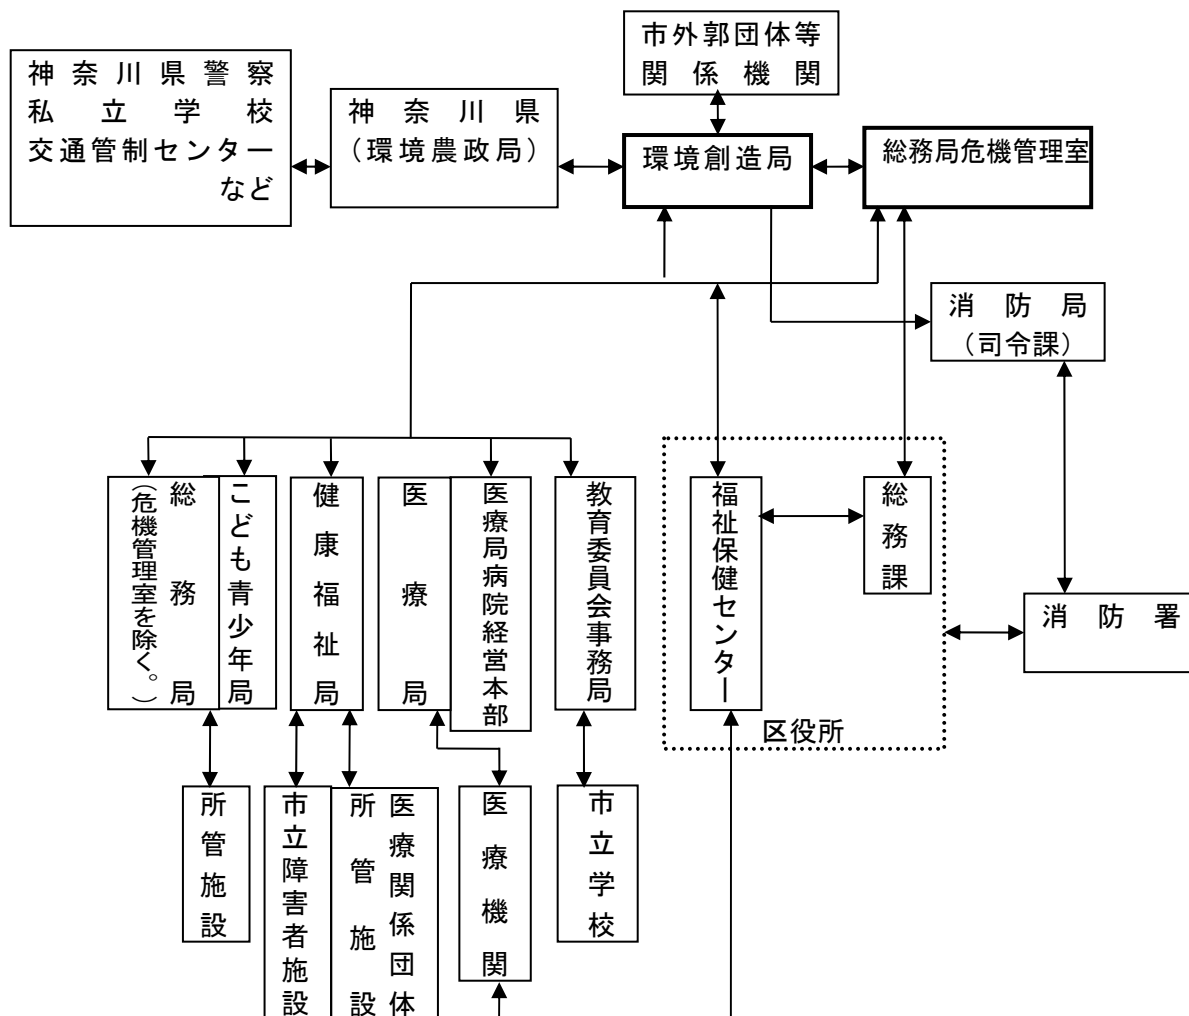 市外郭団体等
関係機関
神奈川県警察
私立学校
交通管制センター
など
神奈川県
（環境農政局）
環境創造局
総務局危機管理室
消防局
（司令課）
総務局
（危機管理室を除く。）
こども青少年局
健康福祉局
医療局
医療局病院経営本部
教育委員会事務局
福祉保健センター
総務課
消防署
区役所
所管施設
市立障害者施設
医療関係団体
所管施設
医療機関
市立学校